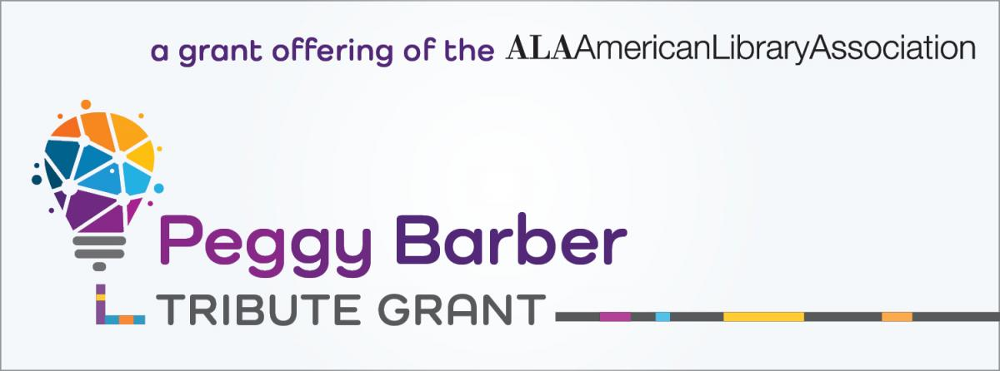 a grant offering of the ALAAmericanLibraryAssociation
Peggy Barber
TRIBUTE GRANT